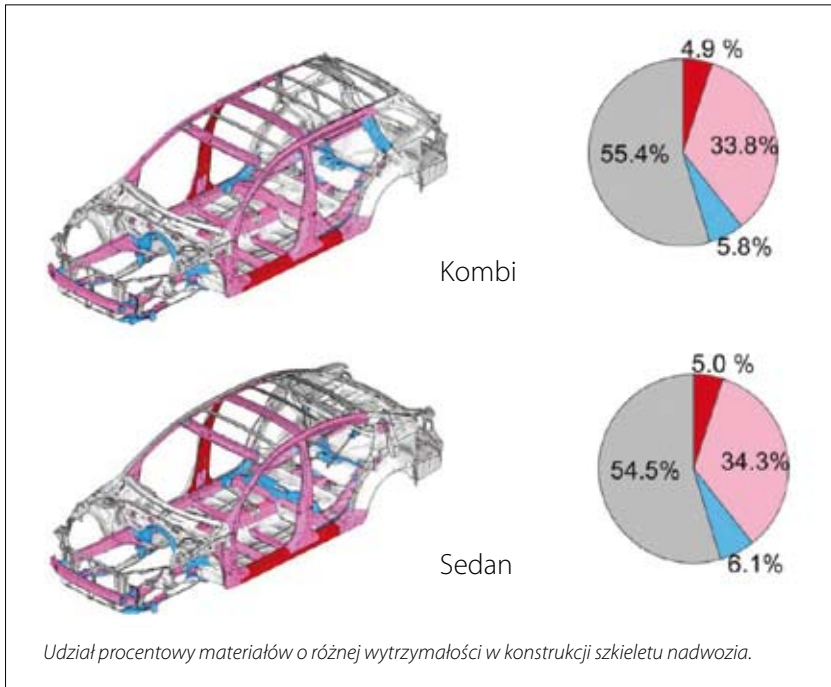 4.9 %
55.4%
33.8%
5.8%
Kombi
5.0 %
54.5%
34.3%
6.1%
Sedan
Udział procentowy materiałów o różnej wytrzymałości w konstrukcji szkieletu nadwozia.